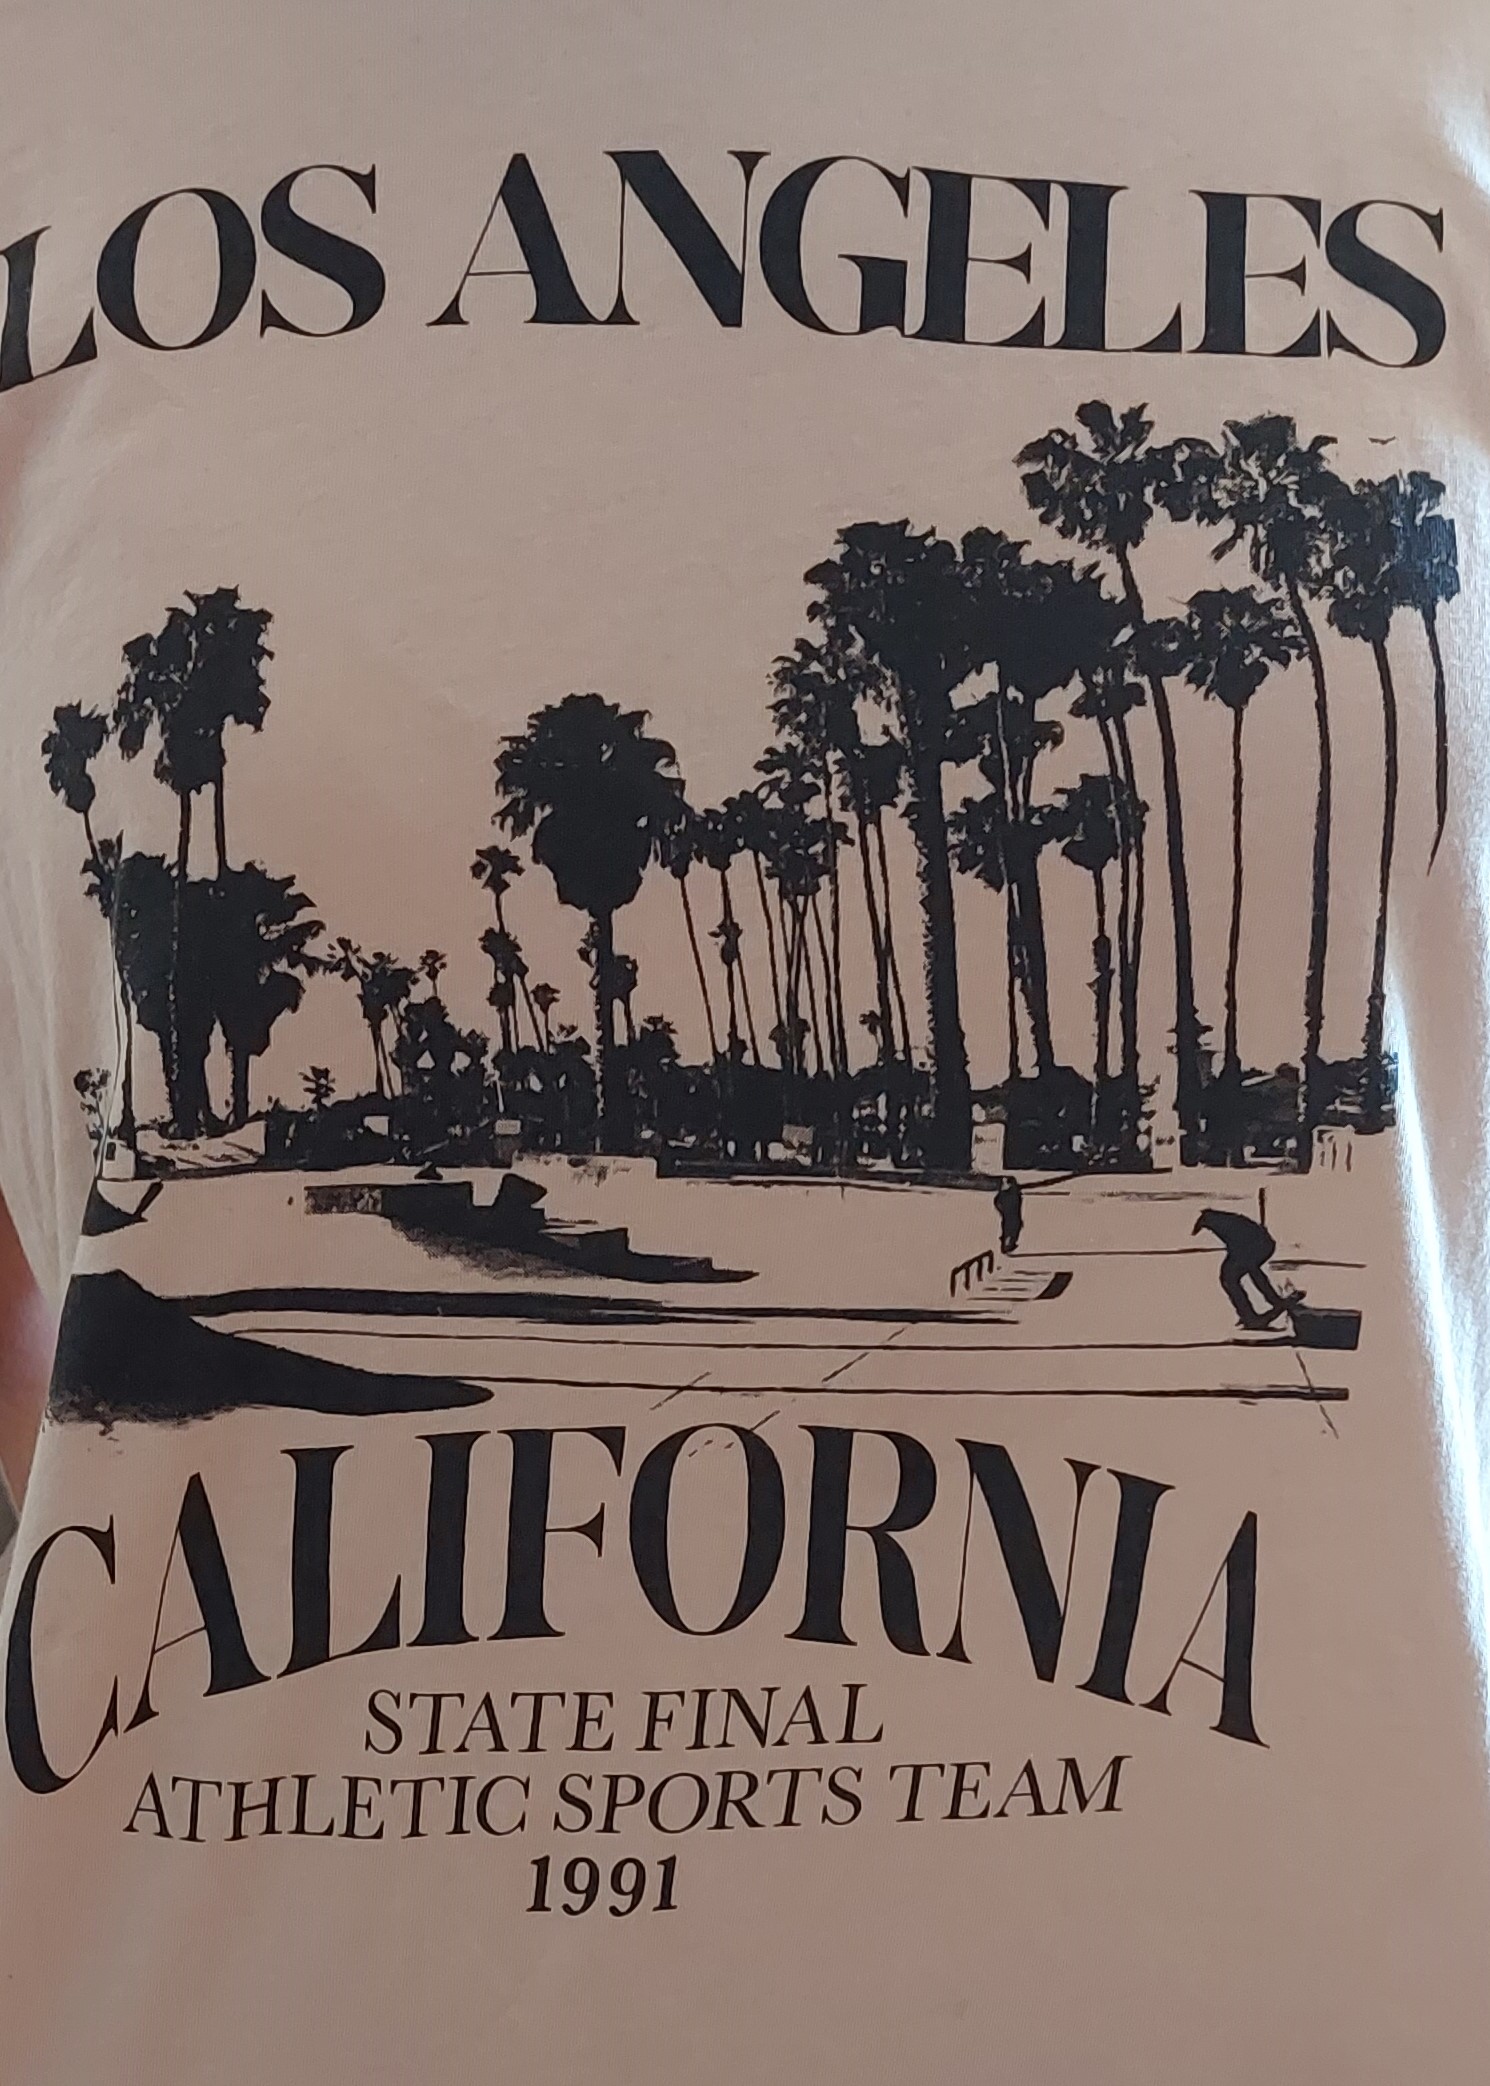 LOS ANGELES
CALIFORNIA
STATE FINAL
ATHLETIC SPORTS TEAM
1991